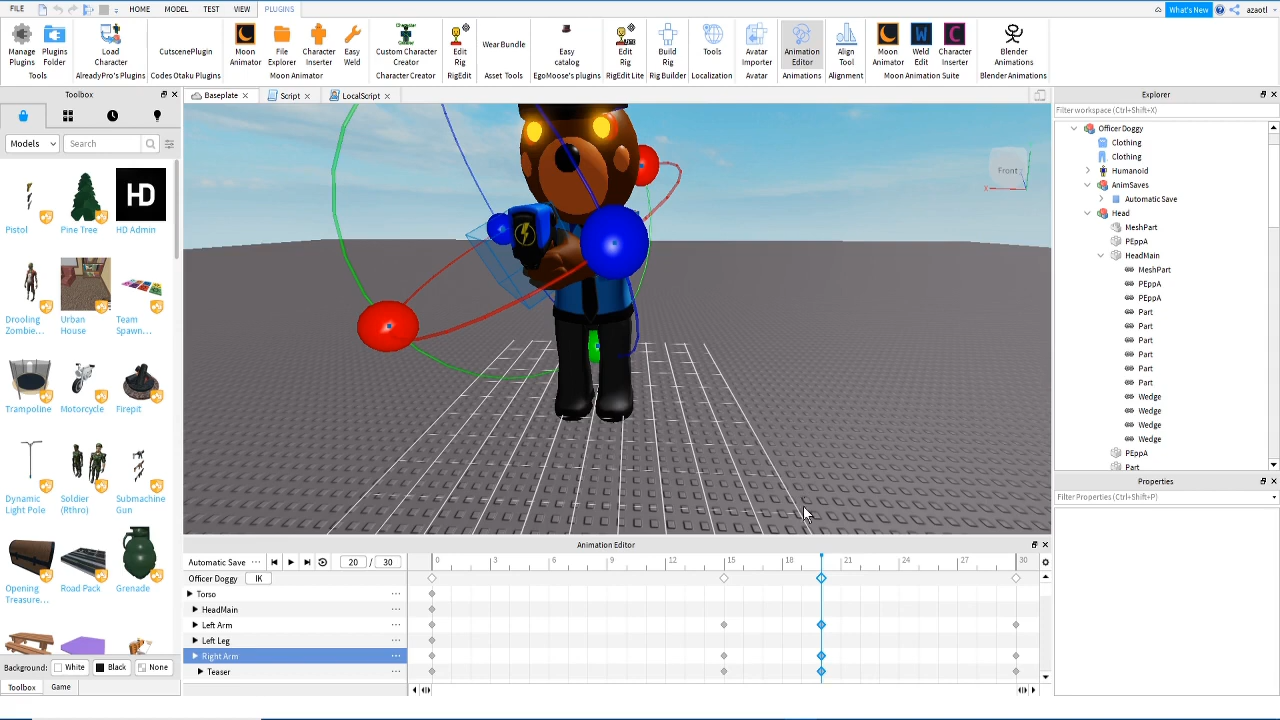 FILE HOME MODEL TEST VIEW PLUGINS What's New azaotl
Manage Plugins Plugins Folder Load Character CutscenePlugin Moon Animator File Explorer Character Inserter Easy Weld Custom Character Creator Edit Rig Wear Bundle Easy catalog Edit Rig Build Rig Tools Avatar Importer Animation Editor Align Tool Moon Animator Weld Edit Character Inserter Blender Animations
Tools AlreadyPro's Plugins Codes Otaku Plugins Moon Animator Character Creator RigEdit Asset Tools EgoMoose's plugins RigEdit Lite Rig Builder Localization Avatar Animations Alignment Moon Animation Suite Blender Animations
Toolbox
Models Search
Pistol Pine Tree HD Admin
HD
Drooling Zombie... Urban House Team Spawn...
Trampoline Motorcycle Firepit
Dynamic Light Pole Soldier (Rthro) Submachine Gun
Opening Treasure... Road Pack Grenade
Background: White Black None
Toolbox Game
Baseplate Script LocalScript
Front
X
Explorer
Filter workspace (Ctrl+Shift+X)
Officer Doggy
Clothing
Clothing
Humanoid
AnimSaves
Automatic Save
Head
MeshPart
PEppA
HeadMain
MeshPart
PEppA
PEppA
Part
Part
Part
Part
Part
Part
Wedge
Wedge
Wedge
Wedge
PEppA
Part
Properties
Filter Properties (Ctrl+Shift+P)
Animation Editor
Automatic Save ... 20 / 30 0 3 6 9 12 15 18 21 24 27 30
Officer Doggy IK
Torso ...
HeadMain ...
Left Arm ...
Left Leg ...
Right Arm ...
Teaser ...